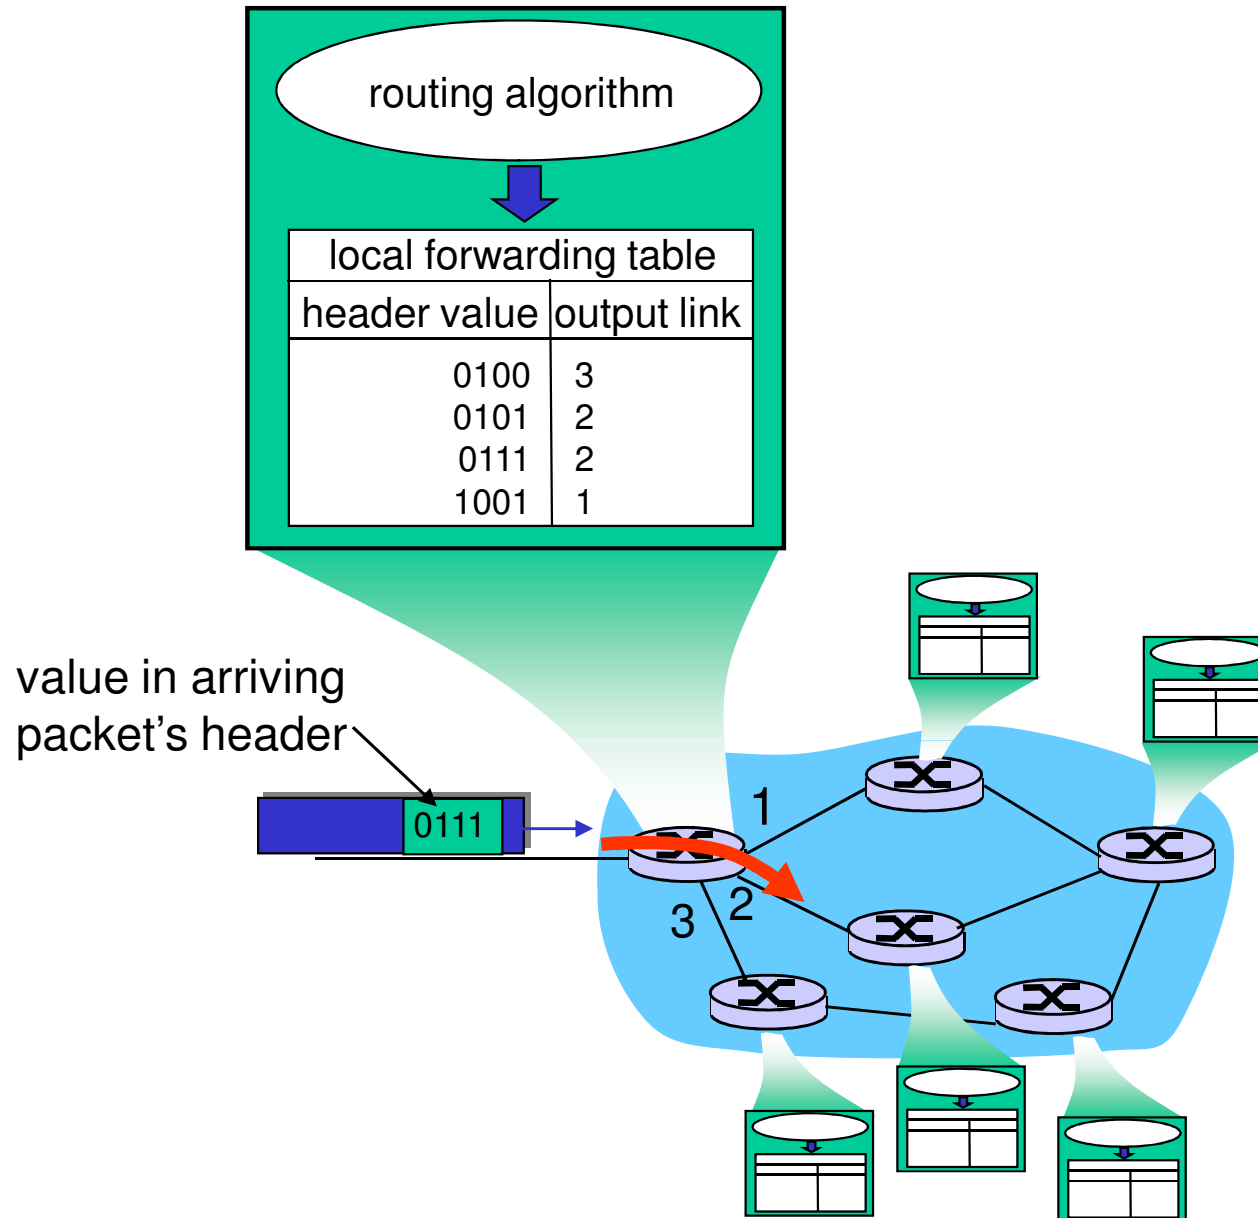 routing algorithm
local forwarding table
header value output link
0100 3
0101 2
0111 2
1001 1
value in arriving
packet's header
0111
1
2
3